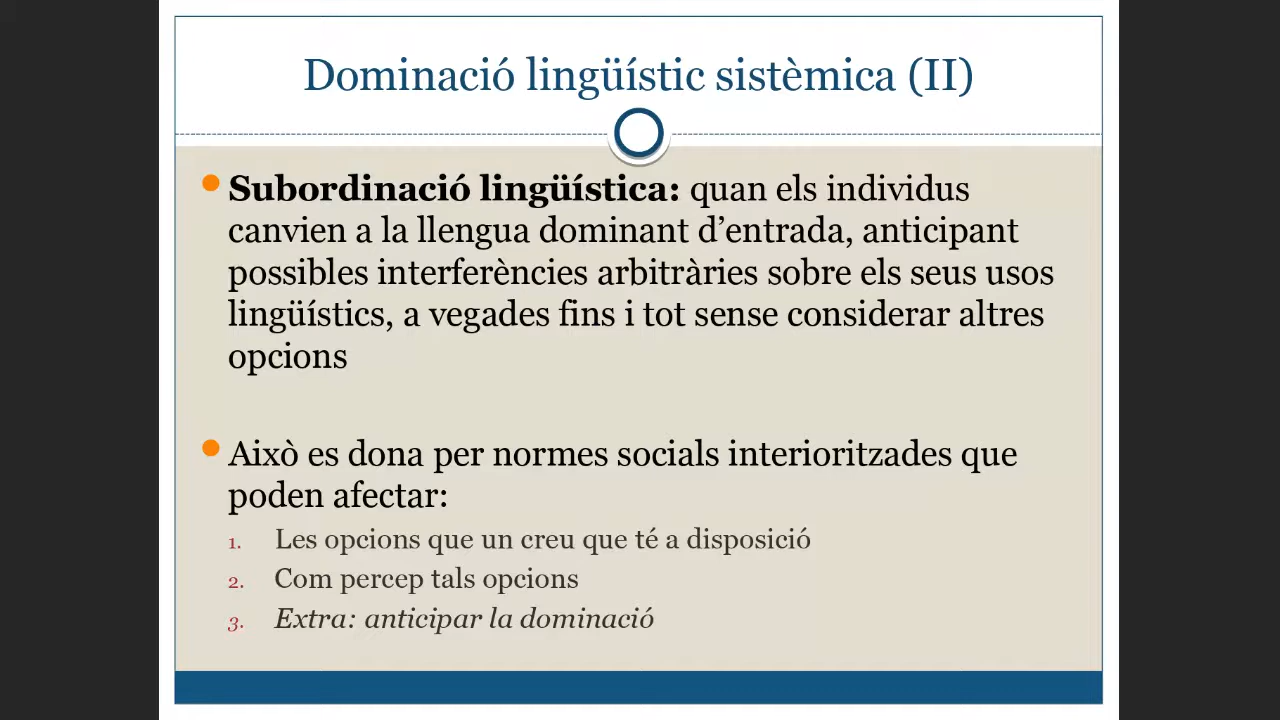 Dominació lingüístic sistèmica (II)
Subordinació lingüística: quan els individus
canvien a la llengua dominant d’entrada, anticipant
possibles interferències arbitràries sobre els seus usos
lingüístics, a vegades fins i tot sense considerar altres
opcions
Això es dona per normes socials interioritzades que
poden afectar:
1. Les opcions que un creu que té a disposició
2. Com percep tals opcions
3. Extra: anticipar la dominació